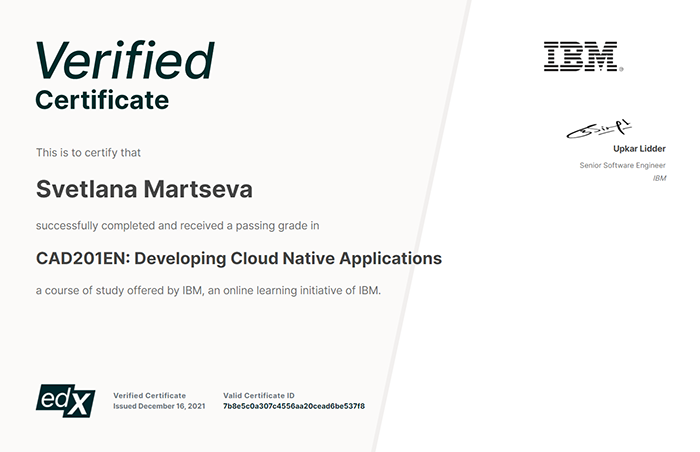 Verified
Certificate
This is to certify that
Svetlana Martseva
successfully completed and received a passing grade in
CAD201EN: Developing Cloud Native Applications
a course of study offered by IBM, an online learning initiative of IBM.
IBM®
Upkar Lidder
Senior Software Engineer
IBM
edX
Verified Certificate
Issued December 16, 2021
Valid Certificate ID
7b8e5c0a307c4556aa20cead6be537f8